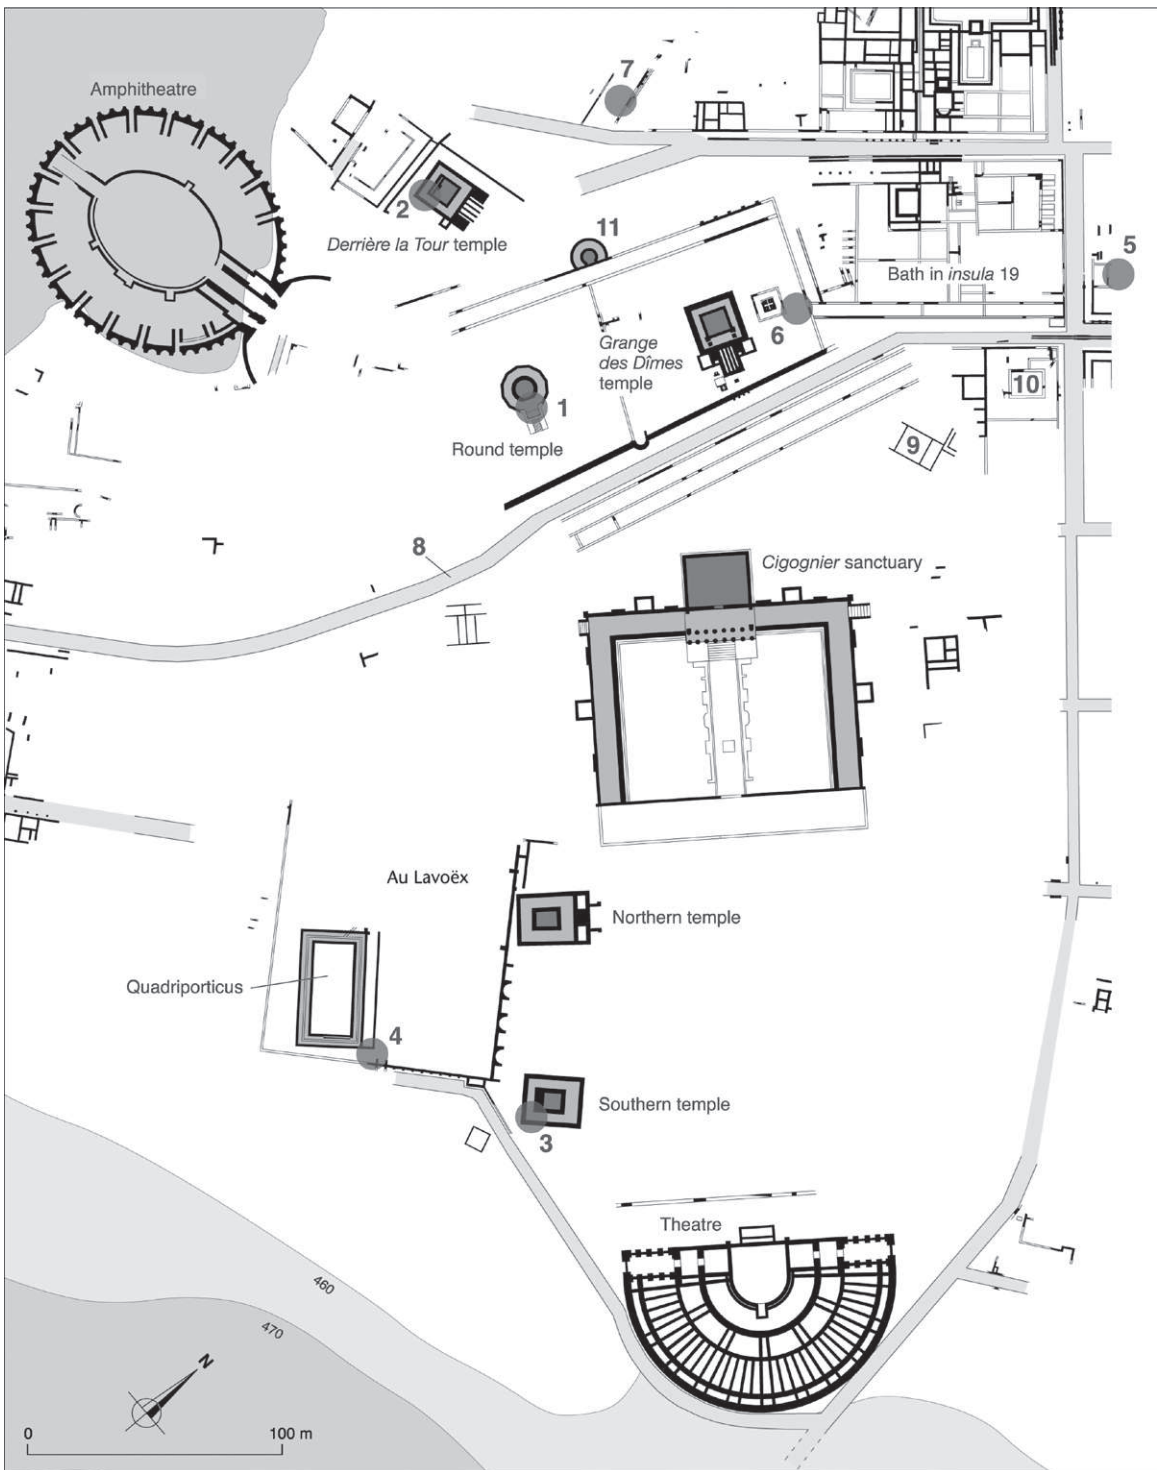 Amphitheatre
7
2
Derrière la Tour temple
11
5
Bath in insula 19
6
Grange
des Dîmes
temple
10
1
Round temple
9
8
Cigognier sanctuary
Au Lavoëx
Northern temple
Quadriporticus
4
Southern temple
3
Theatre
460
470
N
0
100 m